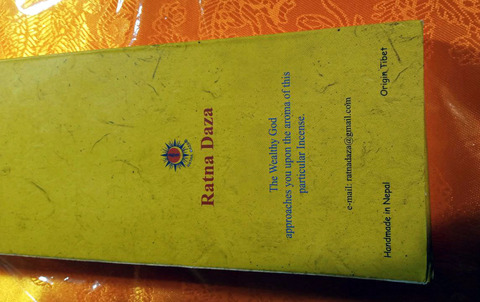 Ratna Daza
The Wealthy God
approaches you upon the aroma of this
particular Incense.
e-mail: ratnadaza@gmail.com
Handmade in Nepal
Origin Tibet